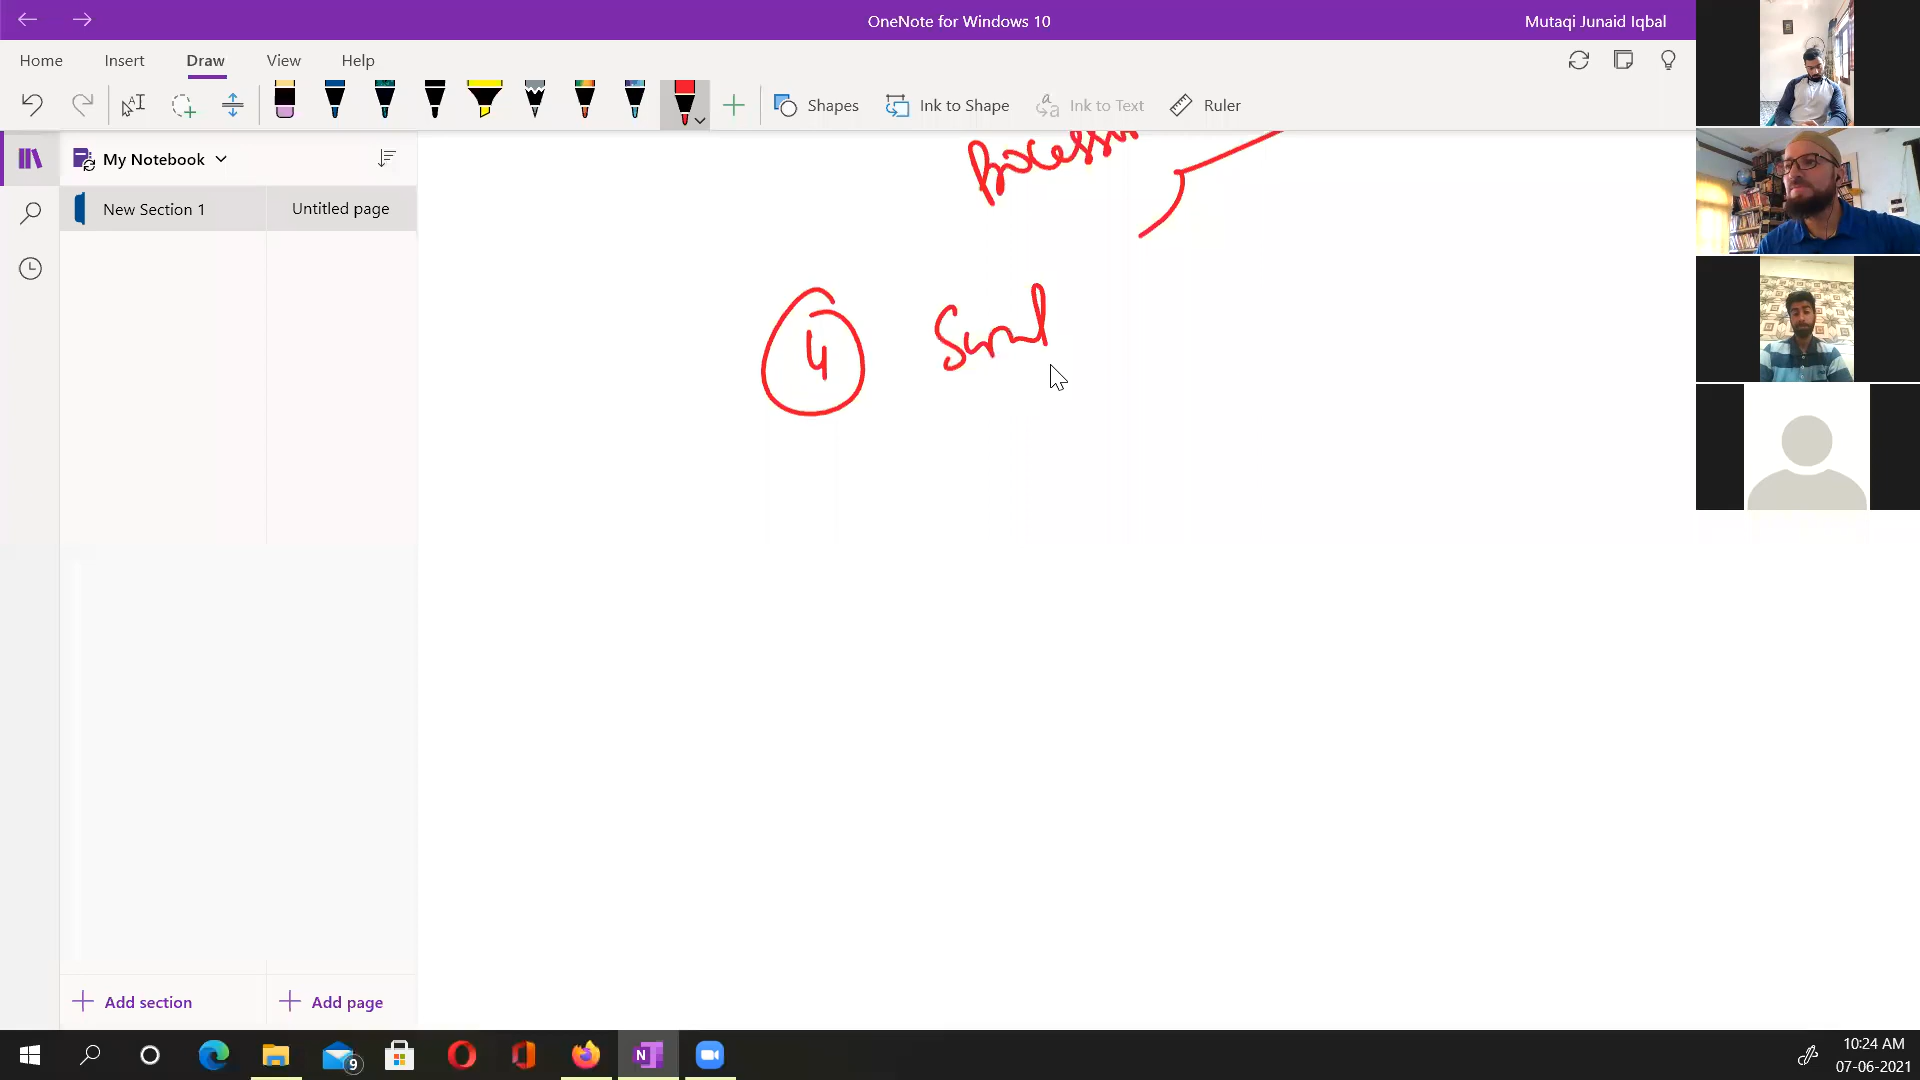 OneNote for Windows 10
Mutaqi Junaid Iqbal
Home Insert Draw View Help
Shapes Ink to Shape Ink to Text Ruler
My Notebook
New Section 1
Untitled page
4
Add section
Add page
9
10:24 AM
07-06-2021